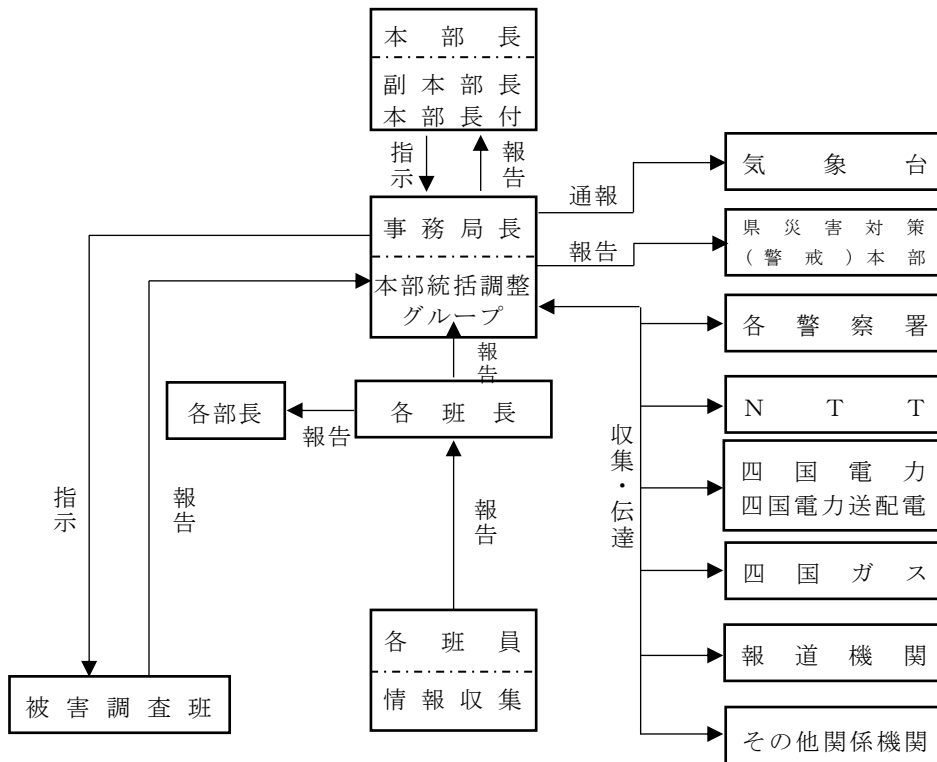 本部長
副本部長
本部長付
指示
報告
気象台
通報
事務局長
県災害対策
(警戒)本部
報告
本部統括調整
グループ
各警察署
報告
各部長
各班長
NTT
報告
収集・伝達
四国電力
四国電力送配電
指示
報告
報告
四国ガス
各班員
情報収集
報道機関
被害調査班
その他関係機関